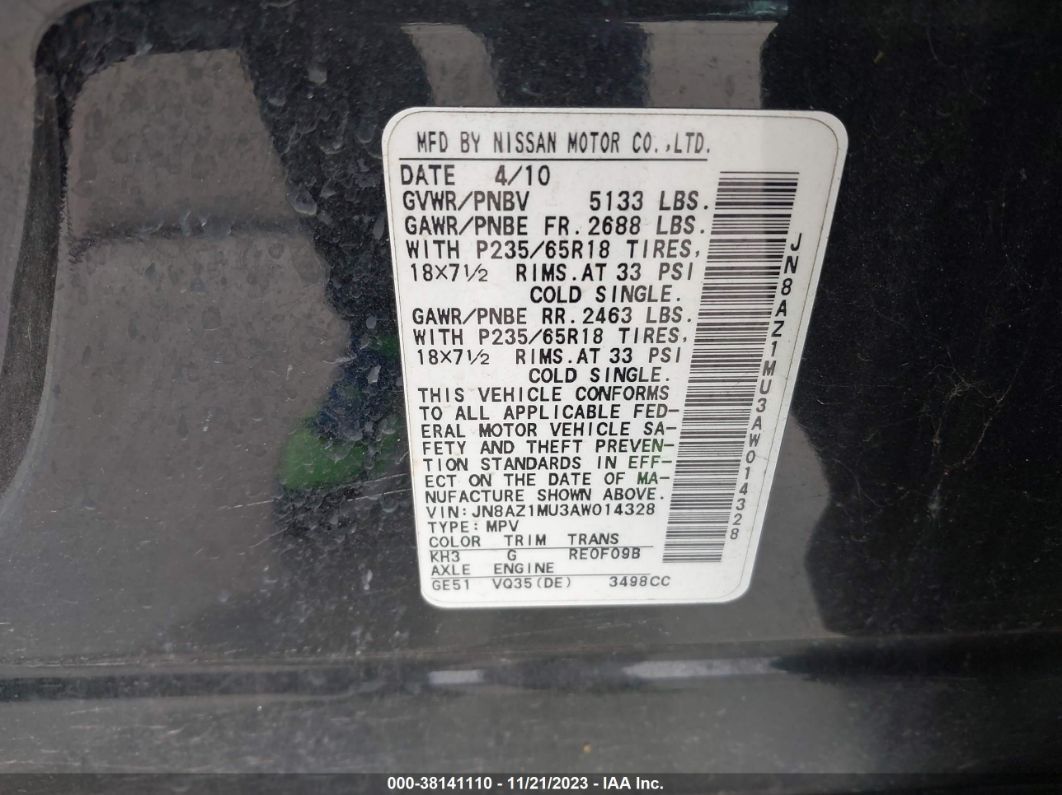 MFD BY NISSAN MOTOR CO.,LTD.
DATE 4/10
GVWR/PNBV 5133 LBS.
GAWR/PNBE FR. 2688 LBS.
WITH P235/65R18 TIRES,
18×7½ RIMS. AT 33 PSI
COLD SINGLE.
GAWR/PNBE RR. 2463 LBS.
WITH P235/65R18 TIRES,
18×7½ RIMS. AT 33 PSI
COLD SINGLE.
THIS VEHICLE CONFORMS
TO ALL APPLICABLE FED-
ERAL MOTOR VEHICLE SA-
FETY AND THEFT PREVEN-
TION STANDARDS IN EFF-
ECT ON THE DATE OF MA-
NUFACTURE SHOWN ABOVE.
VIN:JN8AZ1MU3AW014328
TYPE:MPV
COLOR TRIM TRANS
KH3 G RE0F09B
AXLE ENGINE
GE51 VQ35(DE) 3498CC
JN8AZ1MU3AW014328
000-38141110 - 11/21/2023 - IAA Inc.